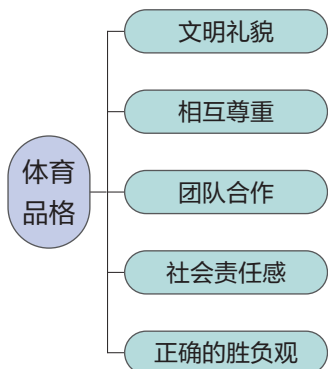 体育
品格
文明礼貌
相互尊重
团队合作
社会责任感
正确的胜负观